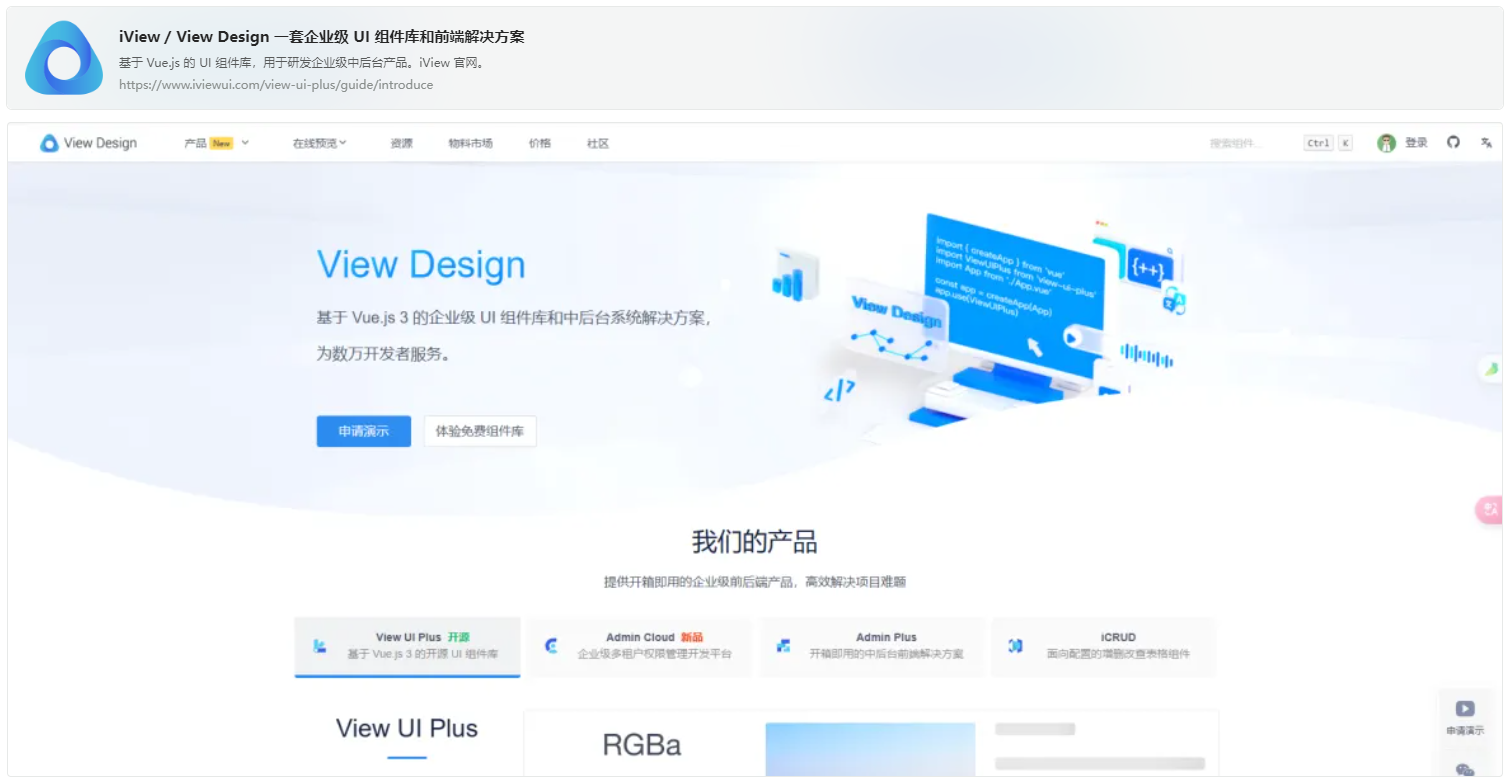 iView / View Design 一套企业级 UI 组件库和前端解决方案
基于 Vue.js 的 UI 组件库，用于研发企业级中后台产品。iView 官网。
https://www.iviewui.com/view-ui-plus/guide/introduce
View Design 产品 New 在线预览 资源 物料市场 价格 社区 搜索组件... Ctrl K 登录
View Design
基于 Vue.js 3 的企业级 UI 组件库和中后台系统解决方案，
为数万开发者服务。
申请演示 体验免费组件库
import { createApp } from 'vue'
import ViewUIPlus from 'view-ui-plus'
import App from './App.vue'
const app = createApp(App)
app.use(ViewUIPlus)
View Design
{++}
</>
我们的产品
提供开箱即用的企业级前后端产品，高效解决项目难题
View UI Plus 开源
基于 Vue.js 3 的开源 UI 组件库
Admin Cloud 新品
企业级多租户权限管理开发平台
Admin Plus
开箱即用的中后台前端解决方案
iCRUD
面向配置的增删改查表格组件
View UI Plus
RGBa
申请演示